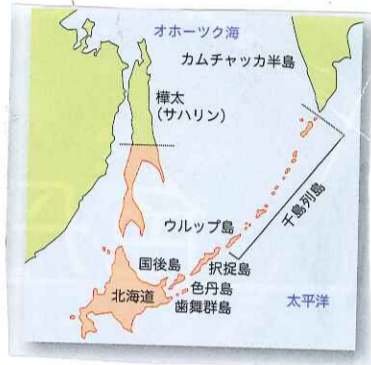 オホーツク海
カムチャッカ半島
樺太
(サハリン)
千島列島
ウルップ島
国後島
択捉島
北海道
色丹島
歯舞群島
太平洋